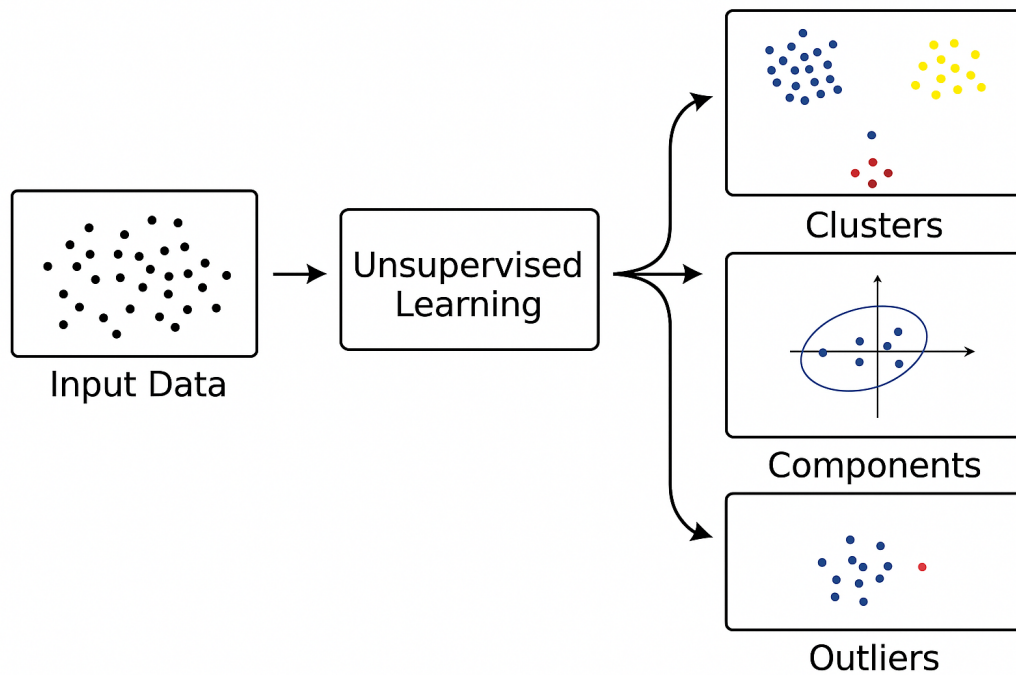 Input Data
Unsupervised
Learning
Clusters
Components
Outliers